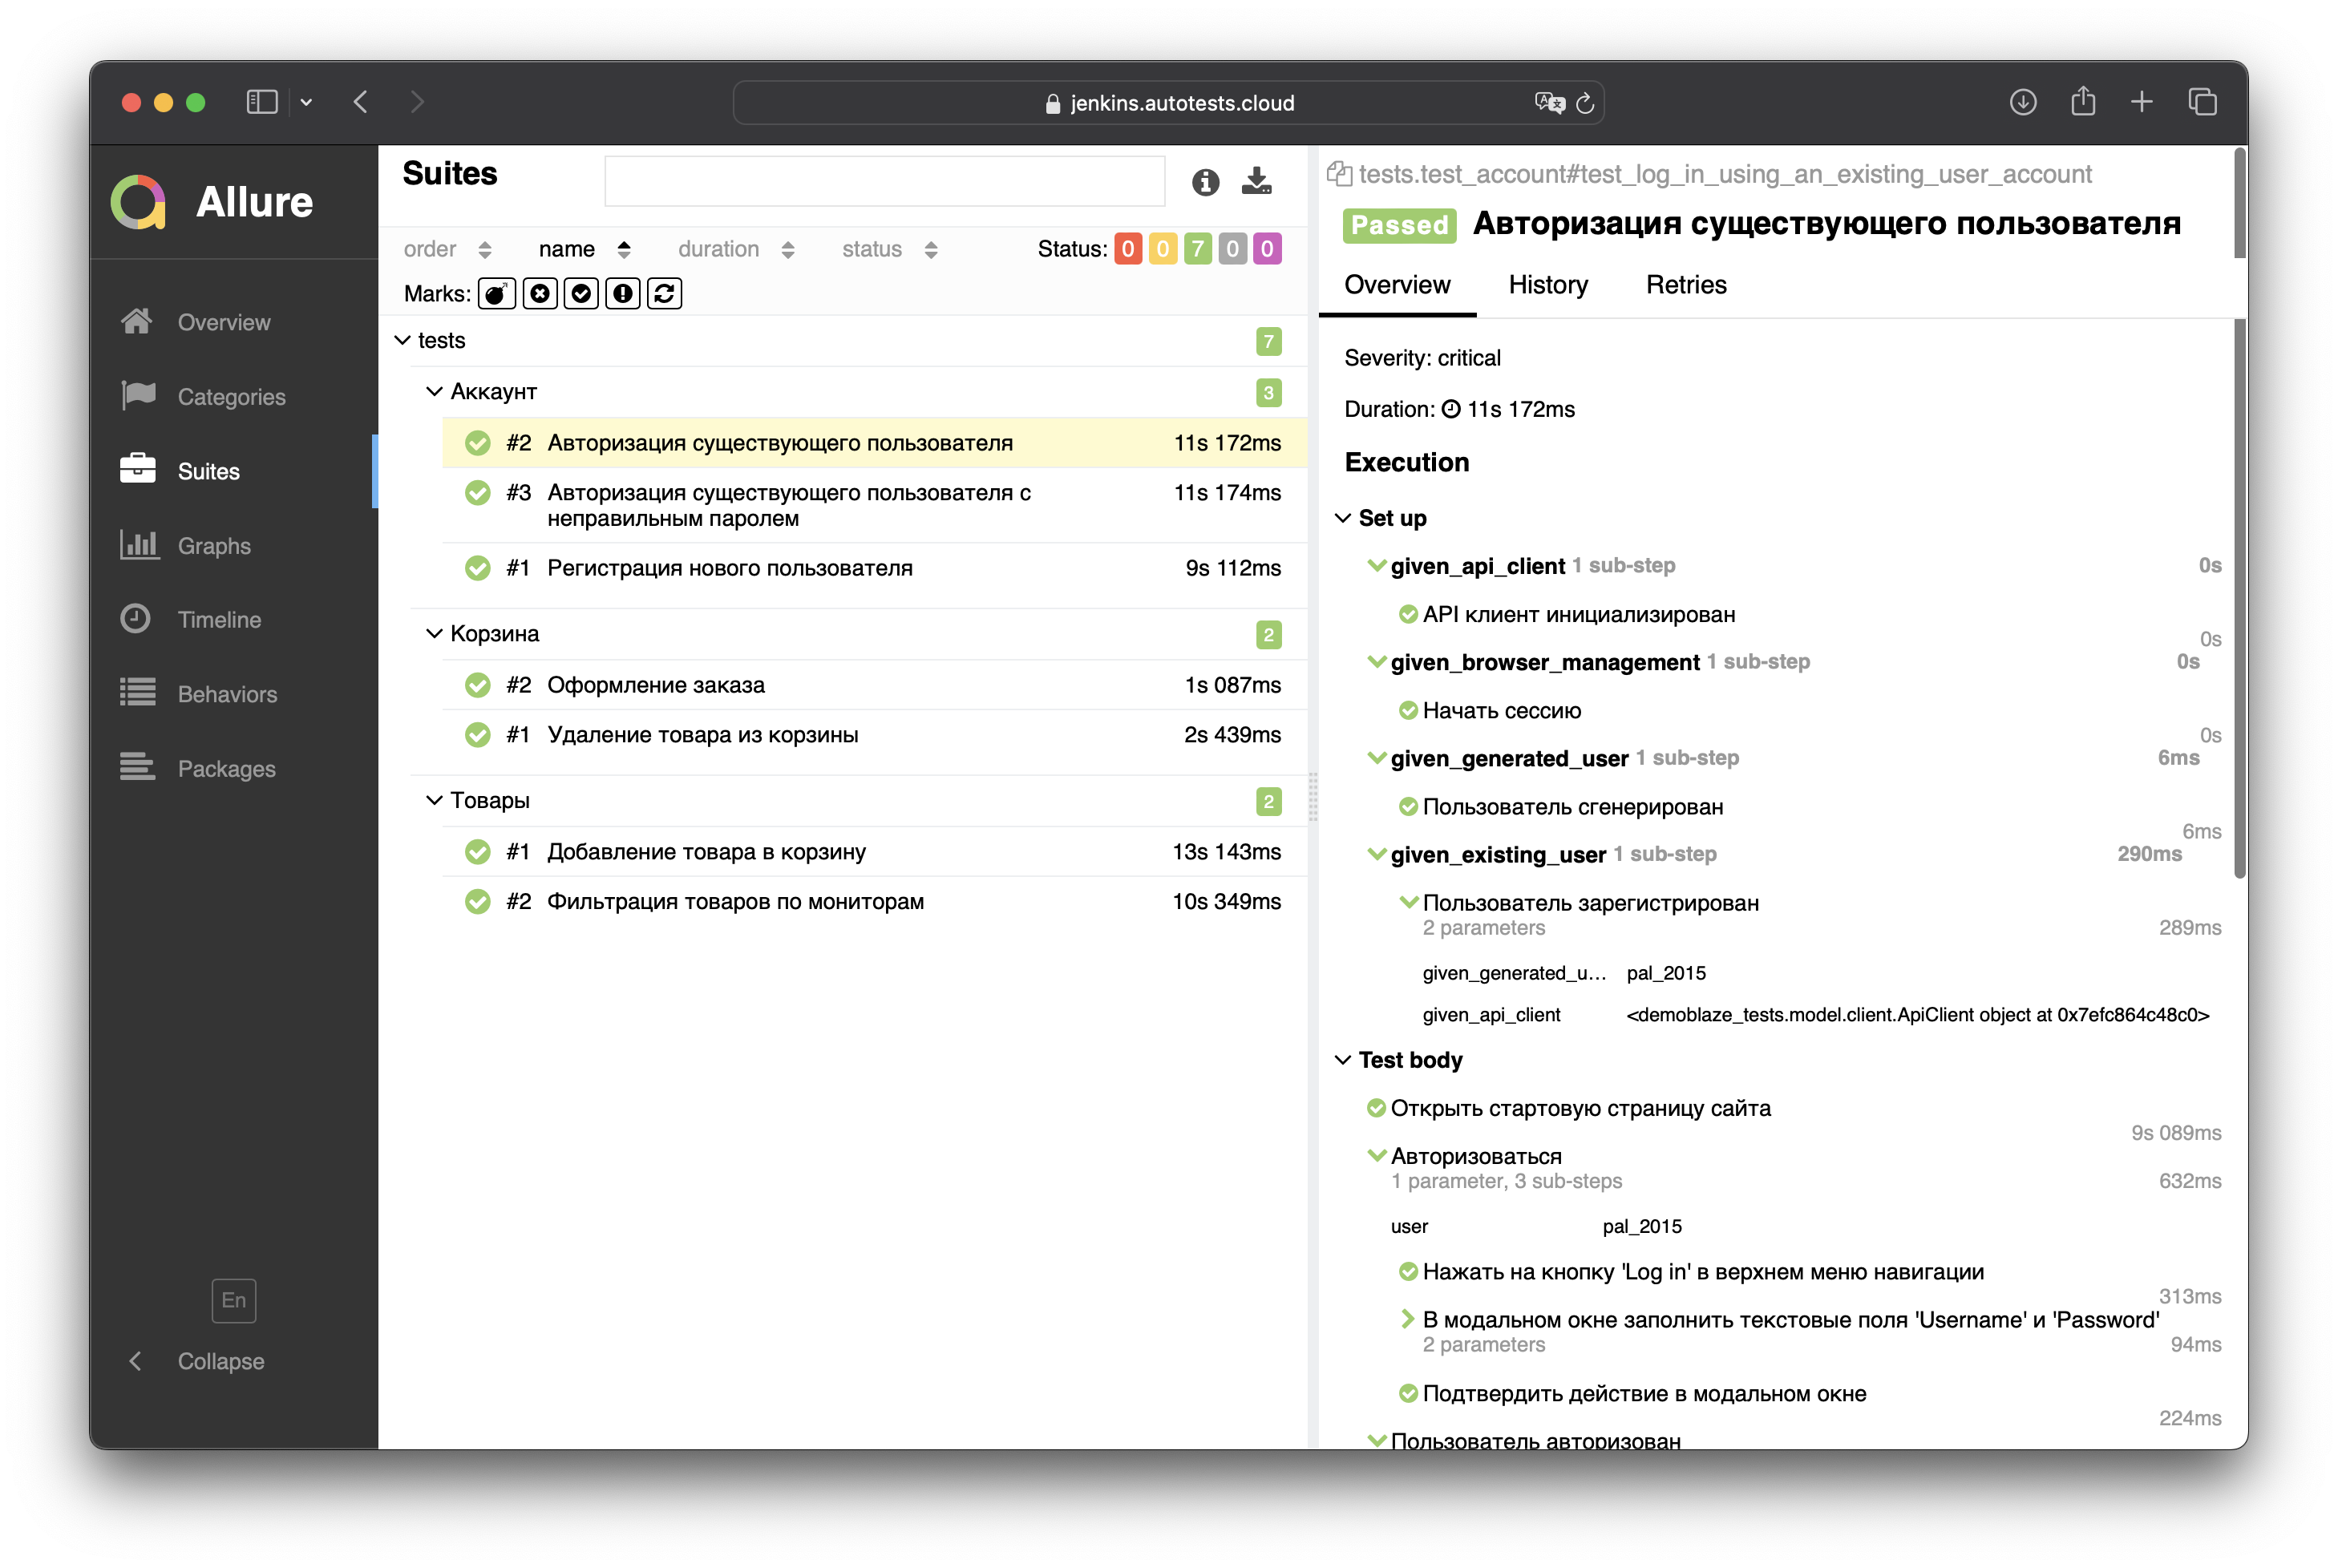 jenkins.autotests.cloud
Allure
Overview
Categories
Suites
Graphs
Timeline
Behaviors
Packages
En
Collapse
Suites
order name duration status Status: 0 0 7 0 0
Marks:
tests 7
Аккаунт 3
#2 Авторизация существующего пользователя 11s 172ms
#3 Авторизация существующего пользователя с 11s 174ms
неправильным паролем
#1 Регистрация нового пользователя 9s 112ms
Корзина 2
#2 Оформление заказа 1s 087ms
#1 Удаление товара из корзины 2s 439ms
Товары 2
#1 Добавление товара в корзину 13s 143ms
#2 Фильтрация товаров по мониторам 10s 349ms
tests.test_account#test_log_in_using_an_existing_user_account
Passed Авторизация существующего пользователя
Overview History Retries
Severity: critical
Duration: 11s 172ms
Execution
Set up
given_api_client 1 sub-step 0s
API клиент инициализирован
0s
given_browser_management 1 sub-step 0s
Начать сессию
0s
given_generated_user 1 sub-step 6ms
Пользователь сгенерирован
6ms
given_existing_user 1 sub-step 290ms
Пользователь зарегистрирован
2 parameters 289ms
given_generated_u... pal_2015
given_api_client <demoblaze_tests.model.client.ApiClient object at 0x7efc864c48c0>
Test body
Открыть стартовую страницу сайта
9s 089ms
Авторизоваться
1 parameter, 3 sub-steps 632ms
user pal_2015
Нажать на кнопку 'Log in' в верхнем меню навигации
313ms
В модальном окне заполнить текстовые поля 'Username' и 'Password'
2 parameters 94ms
Подтвердить действие в модальном окне
224ms
Пользователь авторизован